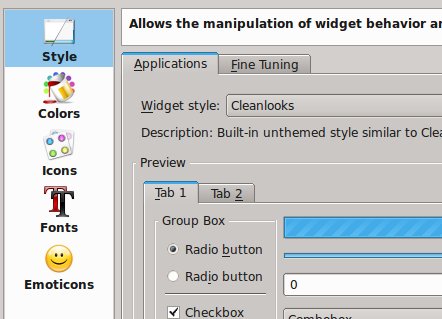 Allows the manipulation of widget behavior
Style
Applications
Fine Tuning
Colors
Widget style:
Cleanlooks
Description: Built-in unthemed style similar to
Icons
Preview
Tab 1
Tab 2
Fonts
Group Box
Radio button
Radio button
0
Emoticons
Checkbox
Combobox